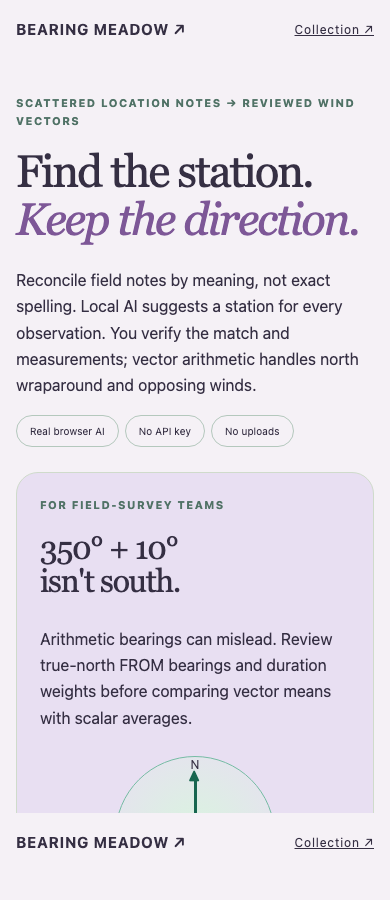 BEARING MEADOW ↗
Collection ↗
SCATTERED LOCATION NOTES → REVIEWED WIND
VECTORS
Find the station.
Keep the direction.
Reconcile field notes by meaning, not exact
spelling. Local AI suggests a station for every
observation. You verify the match and
measurements; vector arithmetic handles north
wraparound and opposing winds.
Real browser AI
No API key
No uploads
FOR FIELD-SURVEY TEAMS
350° + 10°
isn't south.
Arithmetic bearings can mislead. Review
true-north FROM bearings and duration
weights before comparing vector means
with scalar averages.
N
BEARING MEADOW ↗
Collection ↗